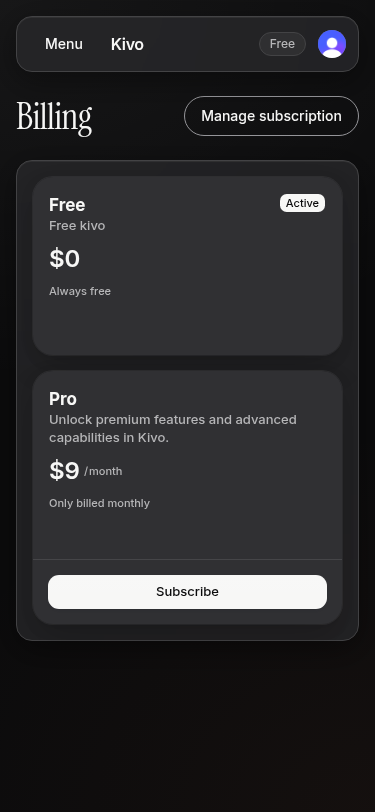 Menu Kivo Free
Billing Manage subscription
Free Active
Free kivo
$0
Always free
Pro
Unlock premium features and advanced
capabilities in Kivo.
$9 /month
Only billed monthly
Subscribe